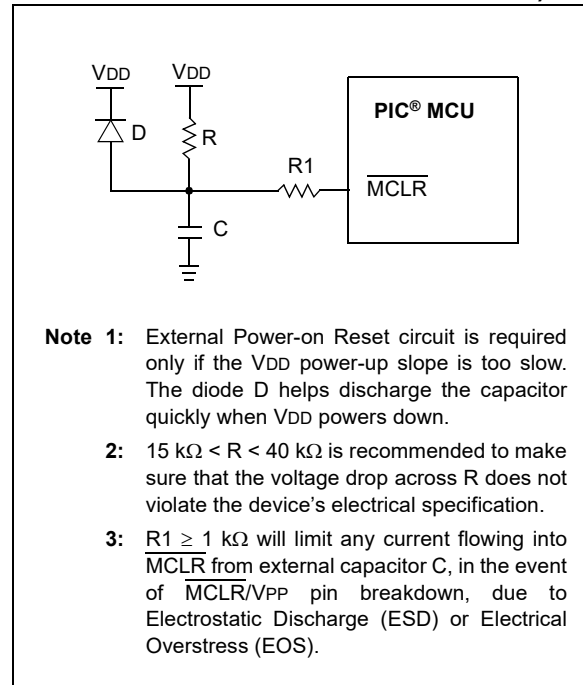 VDD
VDD
PIC® MCU
D
R
R1
MCLR
C
Note 1: External Power-on Reset circuit is required
only if the VDD power-up slope is too slow.
The diode D helps discharge the capacitor
quickly when VDD powers down.
2: 15 kΩ < R < 40 kΩ is recommended to make
sure that the voltage drop across R does not
violate the device's electrical specification.
3: R1 ≥ 1 kΩ will limit any current flowing into
MCLR from external capacitor C, in the event
of MCLR/VPP pin breakdown, due to
Electrostatic Discharge (ESD) or Electrical
Overstress (EOS).